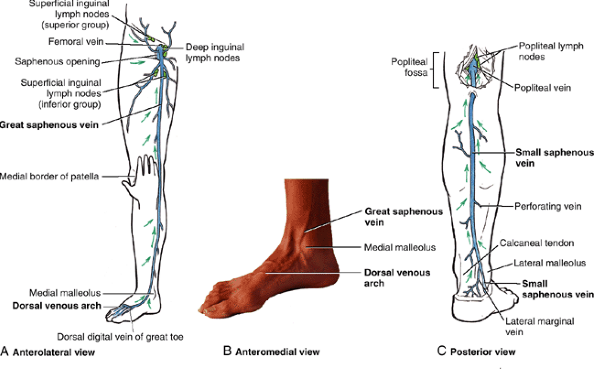 Superficial inguinal
lymph nodes
(superior group)
Femoral vein
Saphenous opening
Superficial inguinal
lymph nodes
(inferior group)
Great saphenous vein
Deep inguinal
lymph nodes
Medial border of patella
Medial malleolus
Dorsal venous arch
Dorsal digital vein of great toe
A Anterolateral view
Great saphenous
vein
Medial malleolus
Dorsal venous
arch
B Anteromedial view
Popliteal
fossa
Popliteal lymph
nodes
Popliteal vein
Small saphenous
vein
Perforating vein
Calcaneal tendon
Lateral malleolus
Small
saphenous vein
Lateral marginal
vein
C Posterior view